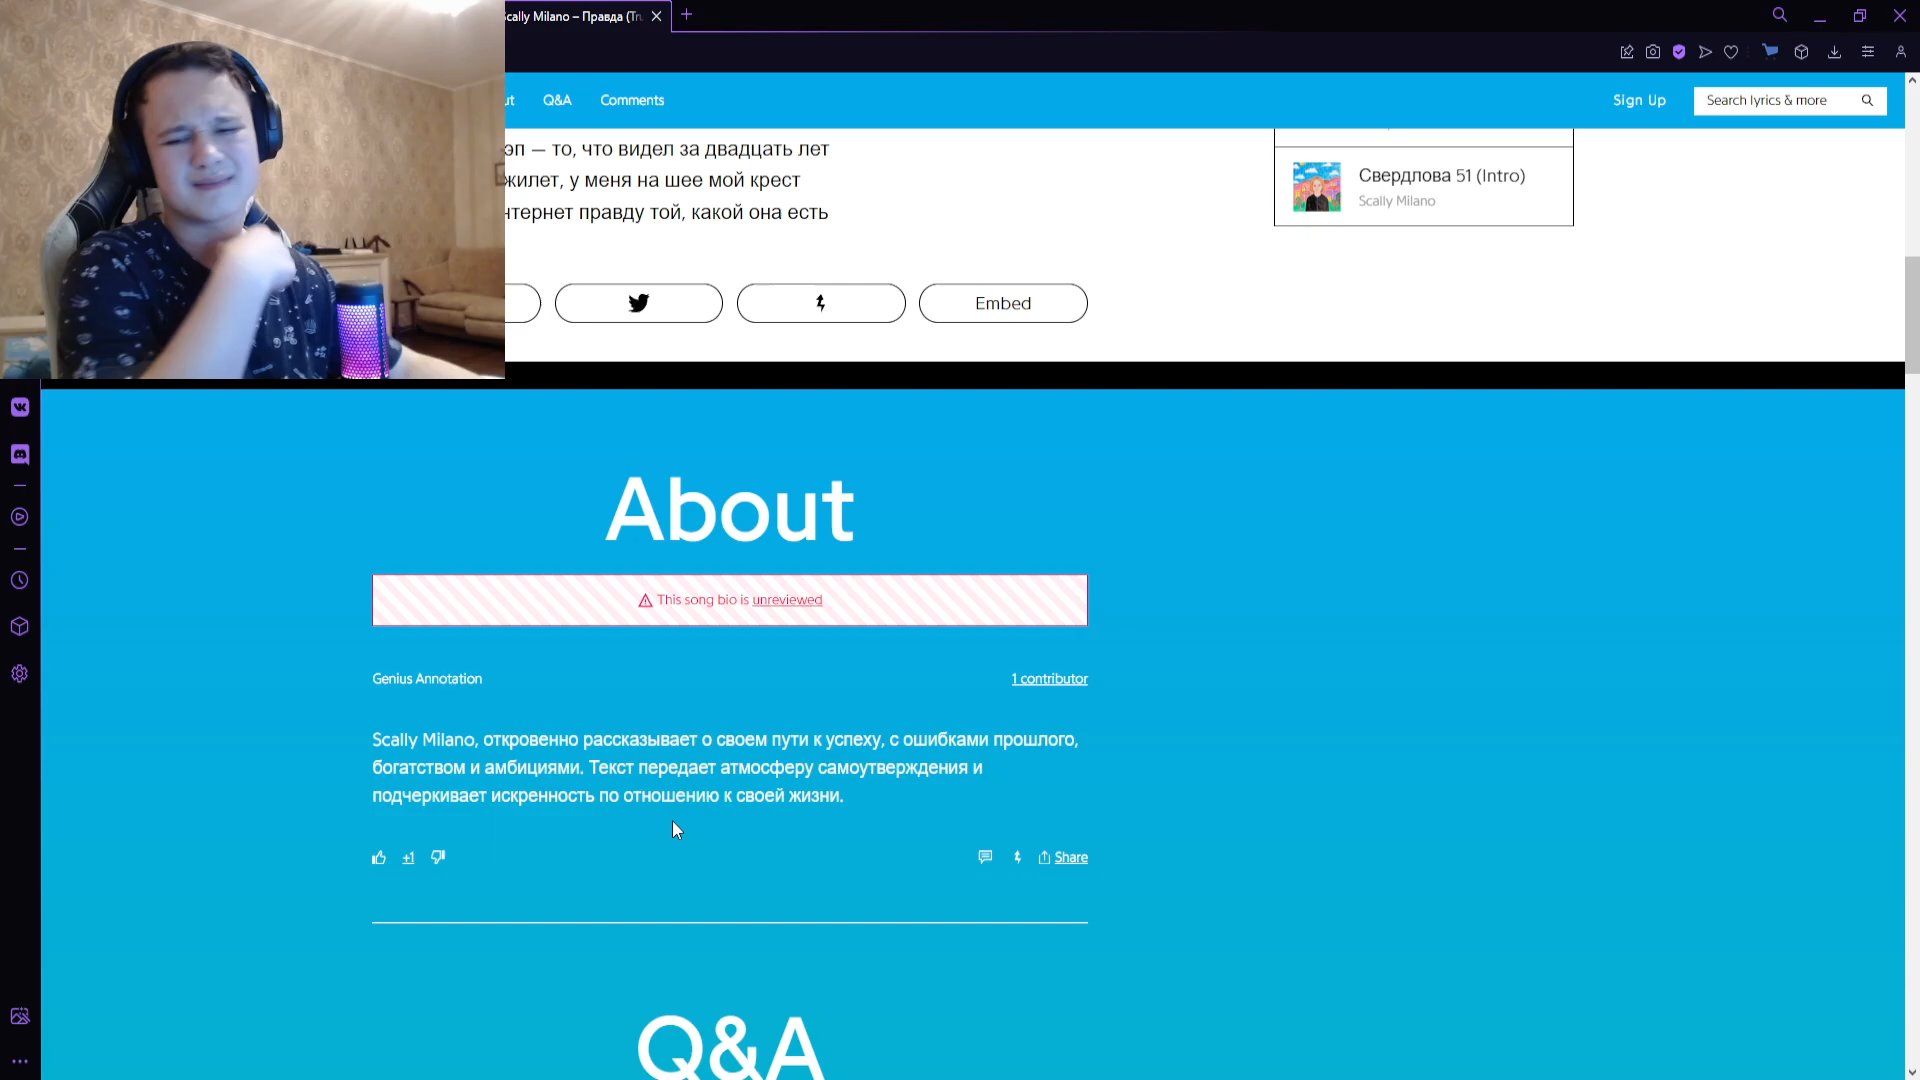 Scally Milano – Правда (Tru
Q&A
Comments
Sign Up
Search lyrics & more
эп — то, что видел за двадцать лет
жилет, у меня на шее мой крест
нтернет правду той, какой она есть
Свердлова 51 (Intro)
Scally Milano
Embed
About
This song bio is unreviewed
Genius Annotation
1 contributor
Scally Milano, откровенно рассказывает о своем пути к успеху, с ошибками прошлого,
богатством и амбициями. Текст передает атмосферу самоутверждения и
подчеркивает искренность по отношению к своей жизни.
+1
Share
Q&A